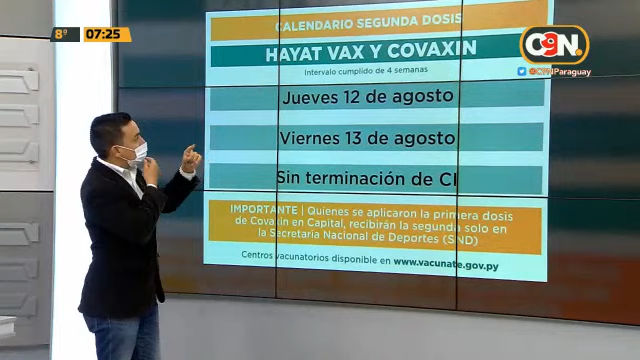 8º 07:25
CALENDARIO SEGUNDA DOSIS
HAYAT VAX Y COVAXIN
Intervalo cumplido de 4 semanas
C9N
@C9NParaguay
Jueves 12 de agosto
Viernes 13 de agosto
Sin terminación de CI
IMPORTANTE | Quienes se aplicaron la primera dosis
de Covaxin en Capital, recibirán la segunda solo en
la Secretaría Nacional de Deportes (SND)
Centros vacunatorios disponible en www.vacunate.gov.py